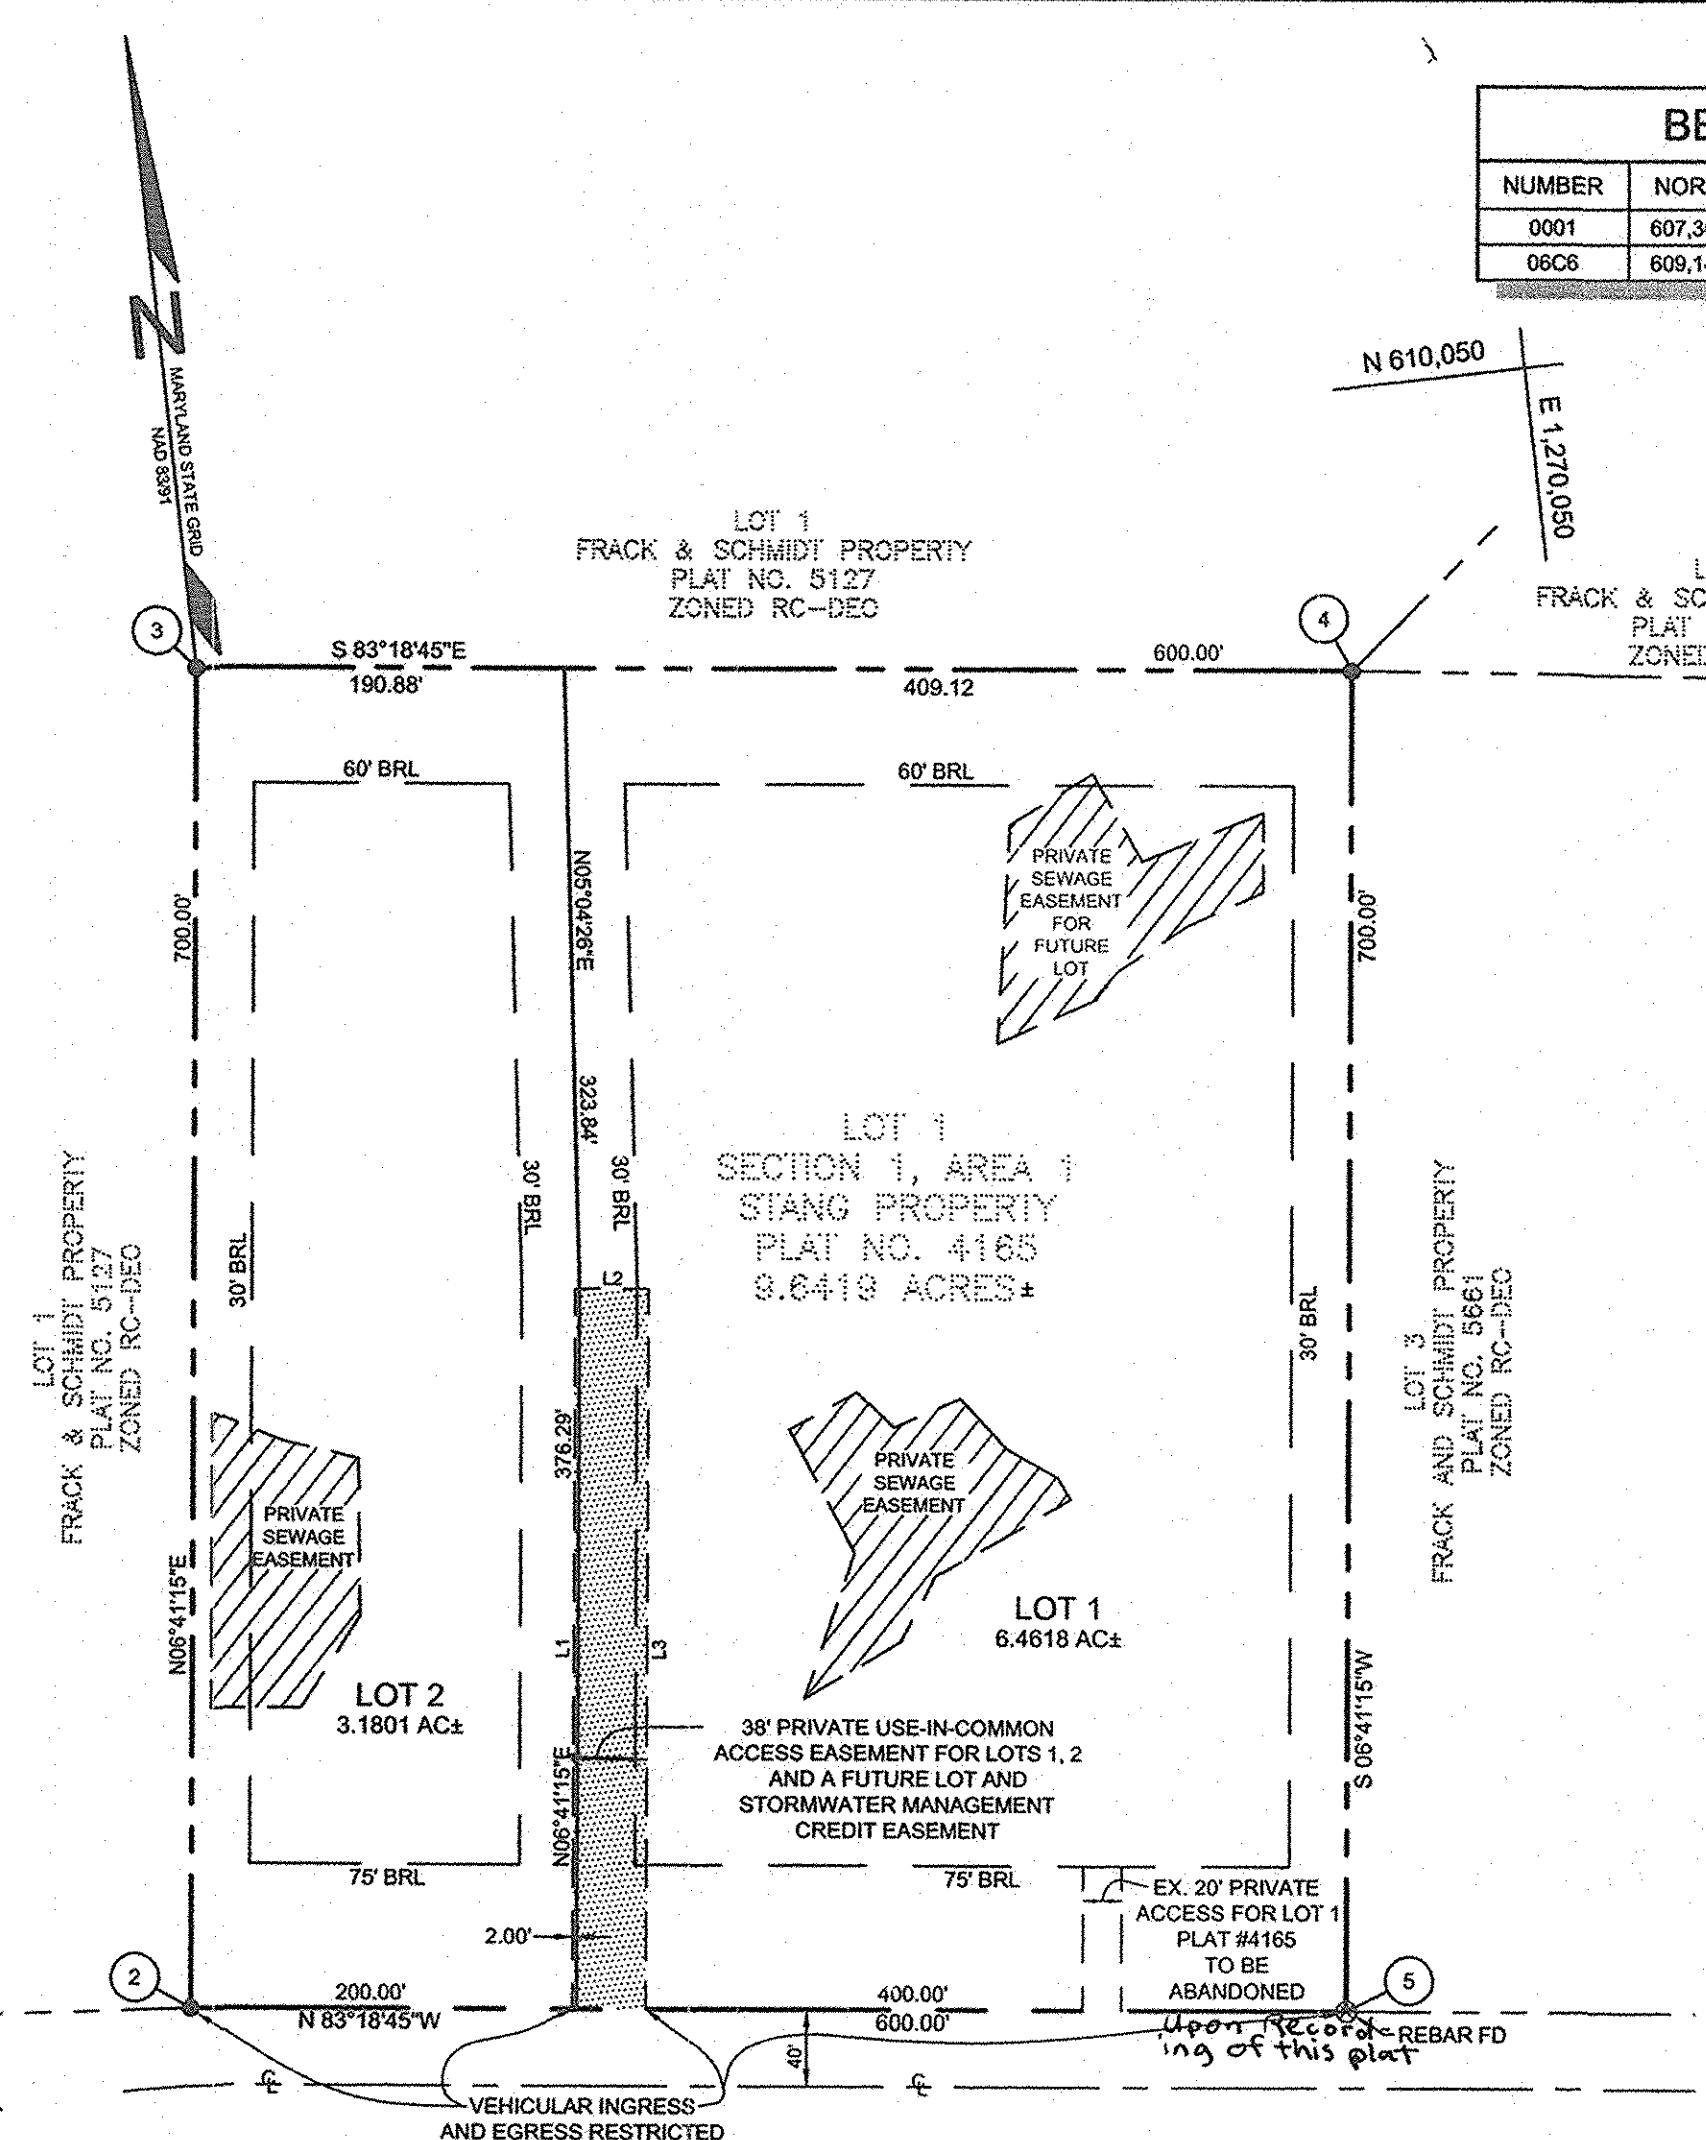 BE
NUMBER NOR
0001 607,3
06C6 609,1
N 610,050
E 1,270,050
N
MARYLAND STATE GRID
NAD 83/91
LOT 1
FRACK & SCHMIDT PROPERTY
PLAT NO. 5127
ZONED RC-DEO
L
FRACK & SC
PLAT
ZONED
3
4
S 83°18'45"E
190.88'
600.00'
409.12
60' BRL
60' BRL
700.00'
N05°04'26"E
323.84'
700.00'
PRIVATE
SEWAGE
EASEMENT
FOR
FUTURE
LOT
30' BRL
30' BRL
30' BRL
30' BRL
LOT 1
SECTION 1, AREA 1
STANG PROPERTY
PLAT NO. 4165
9.6419 ACRES±
L2
LOT 1
FRACK & SCHMIDT PROPERTY
PLAT NO. 5127
ZONED RC-DEO
LOT 3
FRACK AND SCHMIDT PROPERTY
PLAT NO. 5661
ZONED RC-DEO
376.29'
PRIVATE
SEWAGE
EASEMENT
PRIVATE
SEWAGE
EASEMENT
N06°41'15"E
L1
L3
LOT 1
6.4618 AC±
LOT 2
3.1801 AC±
N06°41'15"E
S 06°41'15"W
38' PRIVATE USE-IN-COMMON
ACCESS EASEMENT FOR LOTS 1, 2
AND A FUTURE LOT AND
STORMWATER MANAGEMENT
CREDIT EASEMENT
75' BRL
75' BRL
EX. 20' PRIVATE
ACCESS FOR LOT 1
PLAT #4165
TO BE
ABANDONED
Upon Record-
ing of this plat
2.00'
2
5
200.00'
N 83°18'45"W
400.00'
600.00'
REBAR FD
40'
℄
℄
VEHICULAR INGRESS
AND EGRESS RESTRICTED